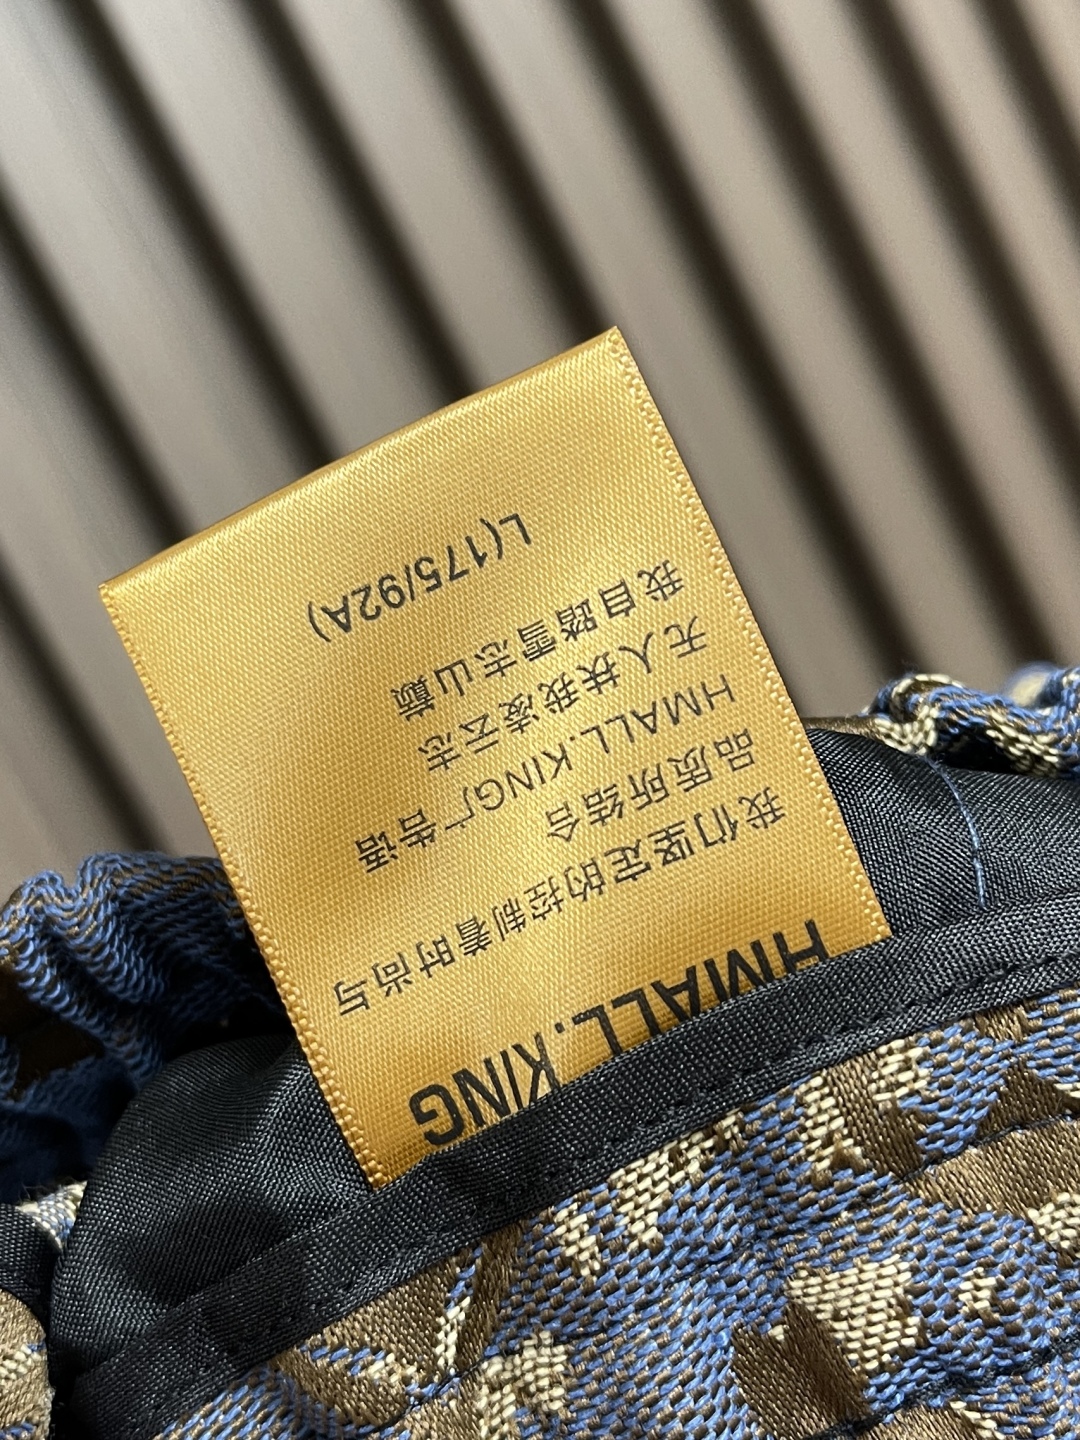 HMALL.KING
我们坚定的控制着时尚与
品质所结合
HMALL.KING广告语
无人扶我凌云志
我自踏雪志山巅
L(175/92A)